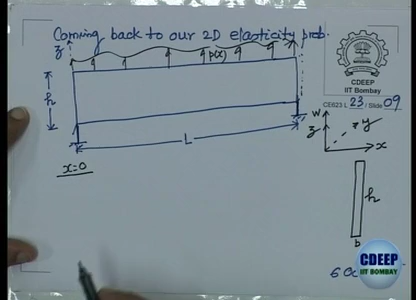 Coming back to our 2D elasticity prob.
z
p(x)
CDEEP
IIT Bombay
CE623 L 23 / Slide 09
h
w
z
y
x
L
x=0
h
b
CDEEP
IIT BOMBAY